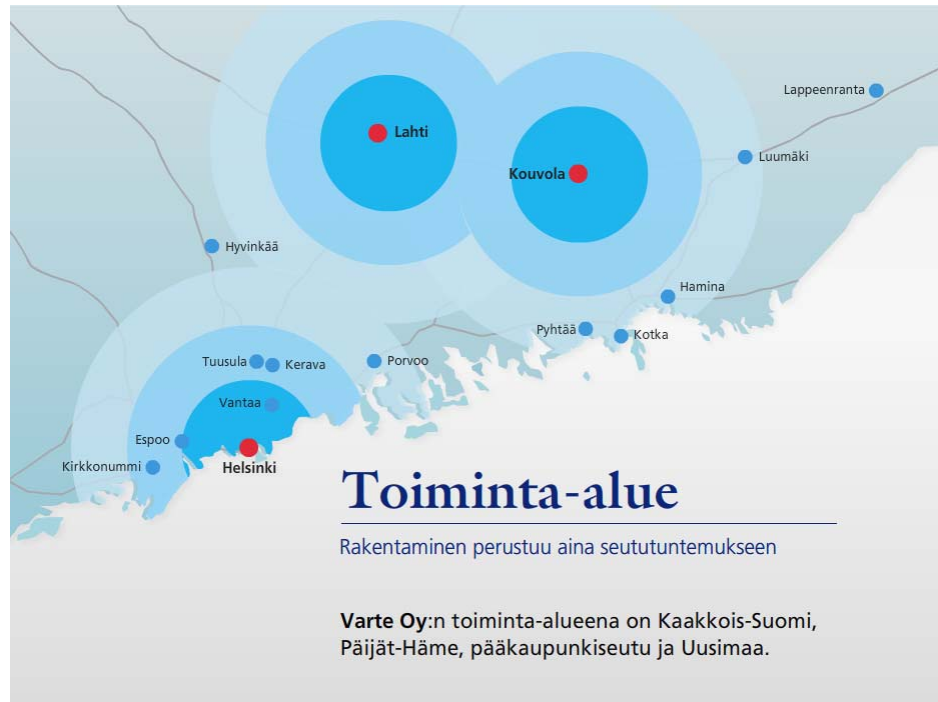 Lappeenranta
Lahti
Luumäki
Kouvola
Hyvinkää
Hamina
Pyhtää
Kotka
Tuusula
Kerava
Porvoo
Vantaa
Espoo
Kirkkonummi
Helsinki
Toiminta-alue
Rakentaminen perustuu aina seututuntemukseen
Varte Oy:n toiminta-alueena on Kaakkois-Suomi,
Päijät-Häme, pääkaupunkiseutu ja Uusimaa.